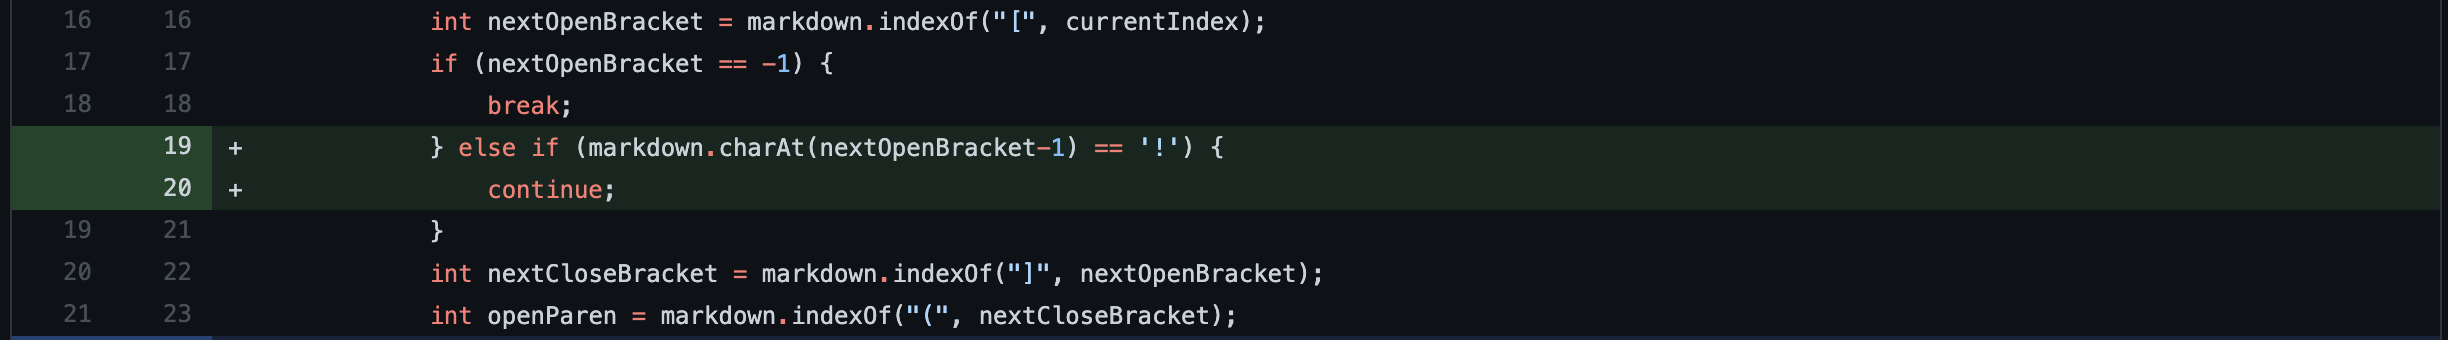 16 16 int nextOpenBracket = markdown.indexOf("[", currentIndex);
17 17 if (nextOpenBracket == -1) {
18 18 break;
19 + } else if (markdown.charAt(nextOpenBracket-1) == '!') {
20 + continue;
19 21 }
20 22 int nextCloseBracket = markdown.indexOf("]", nextOpenBracket);
21 23 int openParen = markdown.indexOf("(", nextCloseBracket);